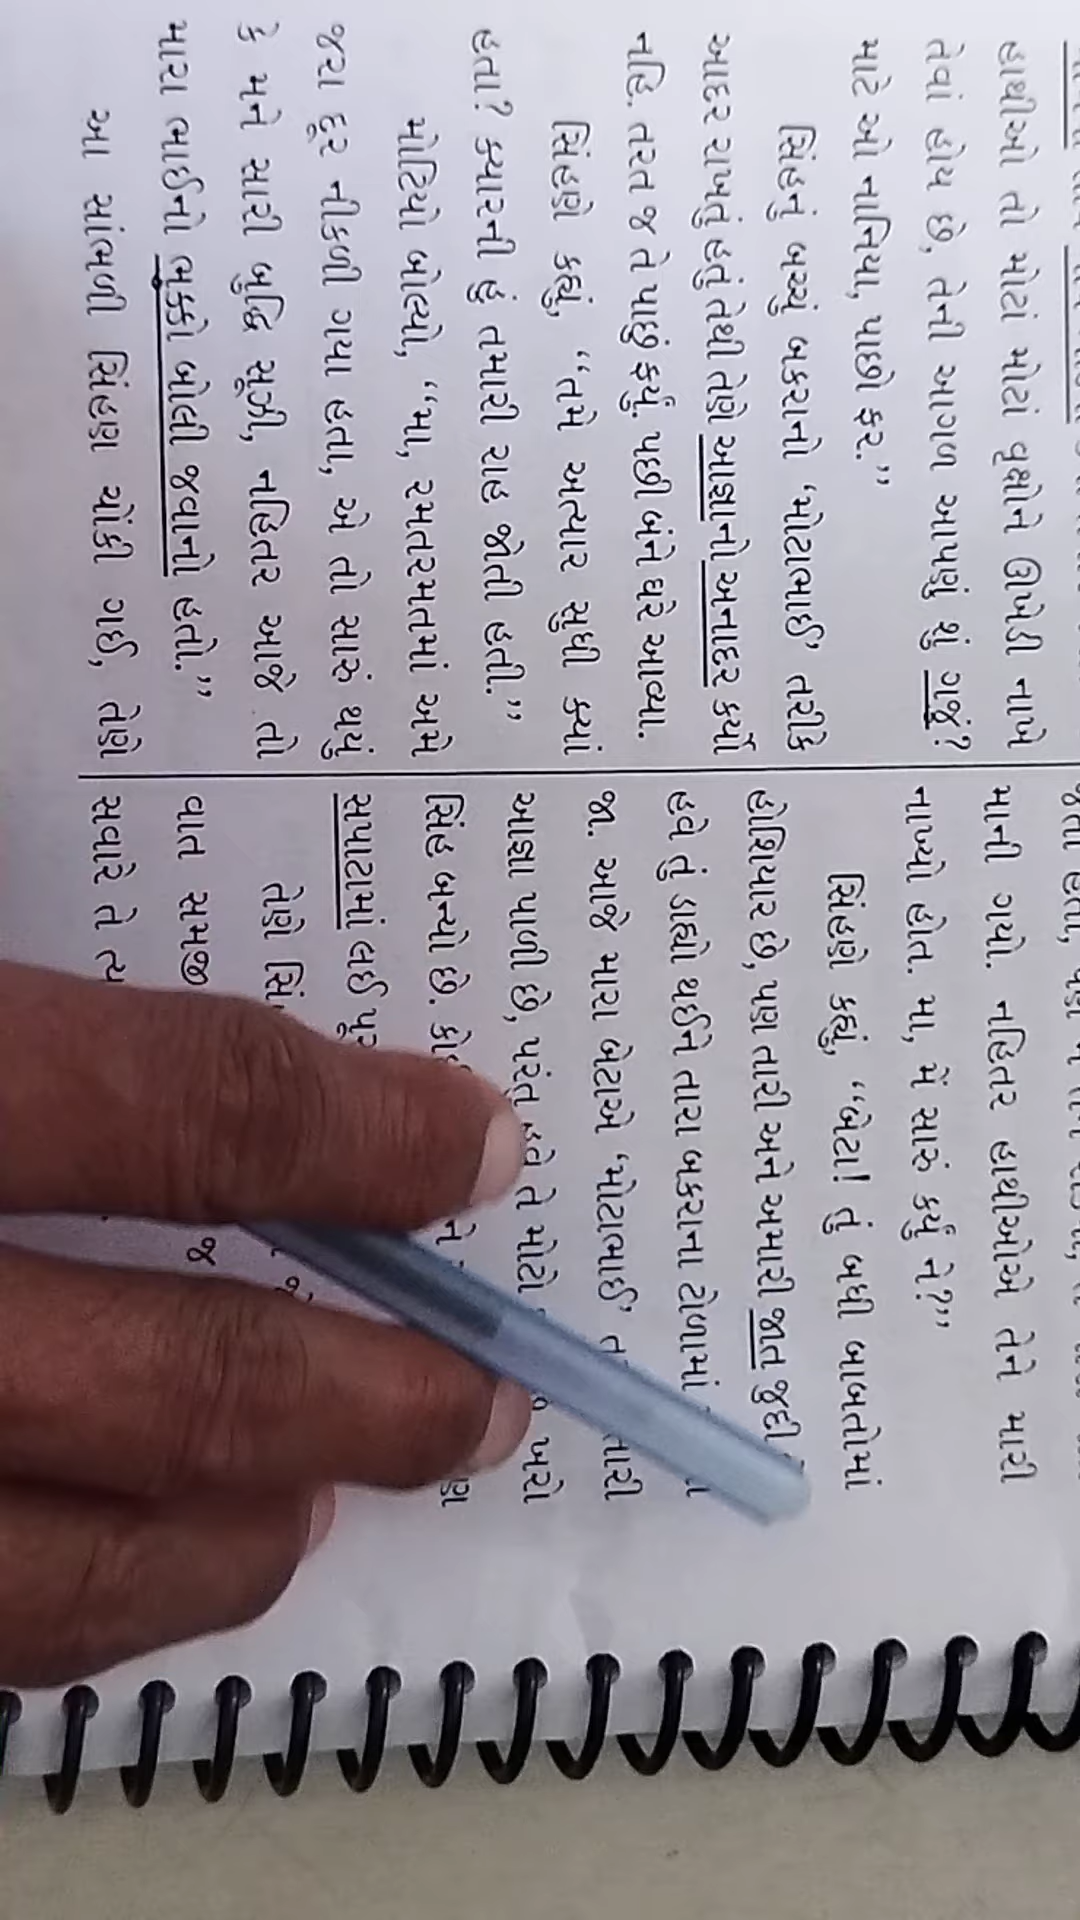 હાથીઓ તો મોટાં મોટાં વૃક્ષોને ઊખેડી નાખે
તેવાં હોય છે, તેની આગળ આપણું શું ગજું?
માટે ઓ નાનિયા, પાછો ફર.”
સિંહનું બચ્ચું બકરાનો ‘મોટાભાઈ’ તરીકે
આદર રાખતું હતું તેથી તેણે આજ્ઞાનો અનાદર કર્યો
નહિ. તરત જ તે પાછું ફર્યું. પછી બંને ઘરે આવ્યા.
સિંહણે કહ્યું, “તમે અત્યાર સુધી ક્યાં
હતા? ક્યારની હું તમારી રાહ જોતી હતી.”
મોટિયો બોલ્યો, “મા, રમતરમતમાં અમે
જરા દૂર નીકળી ગયા હતા, એ તો સારું થયું
કે મને સારી બુદ્ધિ સૂઝી, નહિતર આજે તો
મારા ભાઈનો ભુક્કો બોલી જવાનો હતો.”
આ સાંભળી સિંહણ ચોંકી ગઈ, તેણે
માની ગયો. નહિતર હાથીઓએ તેને મારી
નાખ્યો હોત. મા, મેં સારું કર્યું ને?”
સિંહણે કહ્યું, “બેટા! તું બધી બાબતોમાં
હોશિયાર છે, પણ તારી અને અમારી જાત જુદી
હવે તું ડાહ્યો થઈને તારા બકરાના ટોળામાં
જા. આજે મારા બેટાએ ‘મોટાભાઈ’ મારી
આજ્ઞા પાળી છે, પરંતુ હવે તે મોટો ખરો
સિંહ બન્યો છે.
સપાટામાં લઈ
તેણે
વાત સમજી જ
સવારે તે